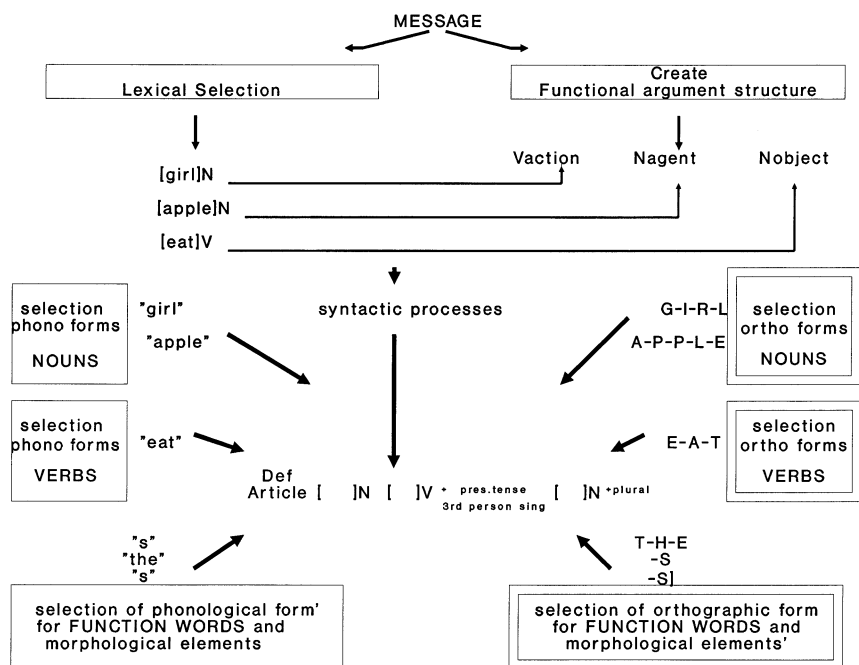 MESSAGE
Lexical Selection
Create
Functional argument structure
Vaction Nagent Nobject
[girl]N
[apple]N
[eat]V
selection
phono forms
NOUNS
"girl"
"apple"
syntactic processes
G-I-R-L
A-P-P-L-E
selection
ortho forms
NOUNS
selection
phono forms
VERBS
"eat"
E-A-T
selection
ortho forms
VERBS
Def
Article [ ]N [ ]V + pres.tense [ ]N +plural
3rd person sing
"s"
"the"
"s"
T-H-E
-S
-S]
selection of phonological form'
for FUNCTION WORDS and
morphological elements
selection of orthographic form
for FUNCTION WORDS and
morphological elements'